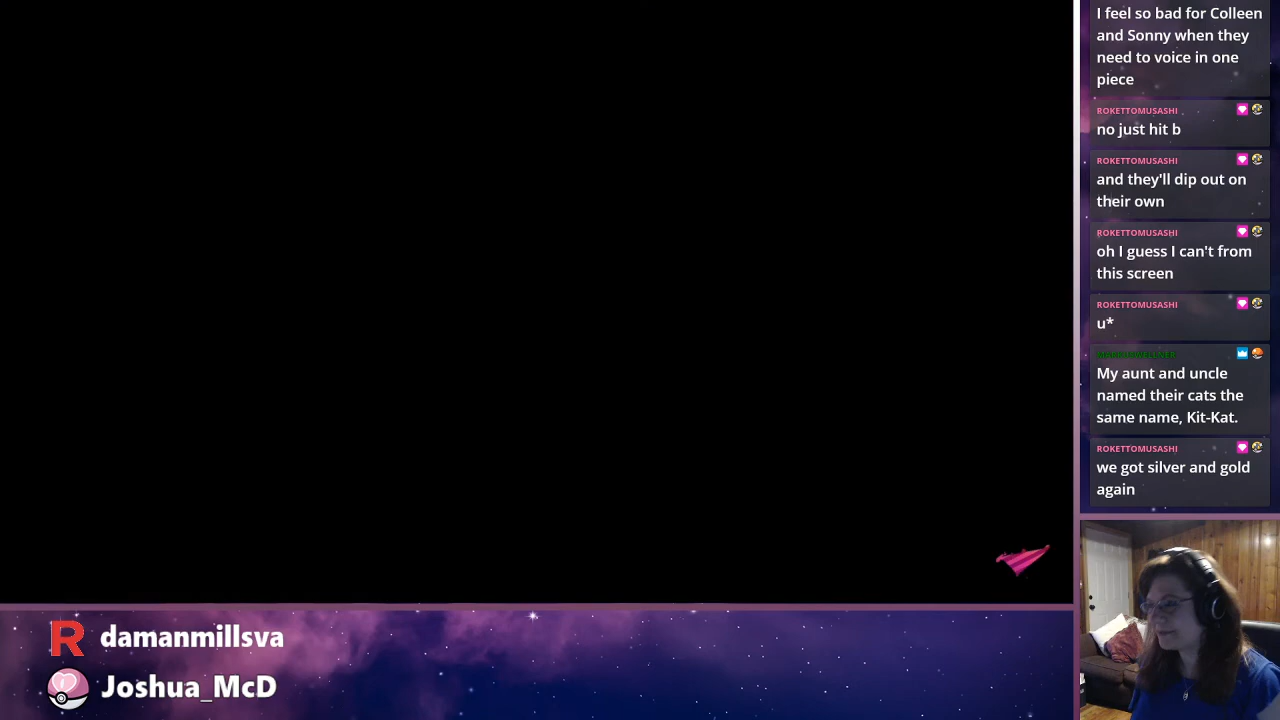 I feel so bad for Colleen
and Sonny when they
need to voice in one
piece
ROKETTOMUSASHI
no just hit b
ROKETTOMUSASHI
and they'll dip out on
their own
ROKETTOMUSASHI
oh I guess I can't from
this screen
ROKETTOMUSASHI
u*
My aunt and uncle
named their cats the
same name, Kit-Kat.
ROKETTOMUSASHI
we got silver and gold
again
R damanmillsva
Joshua_McD